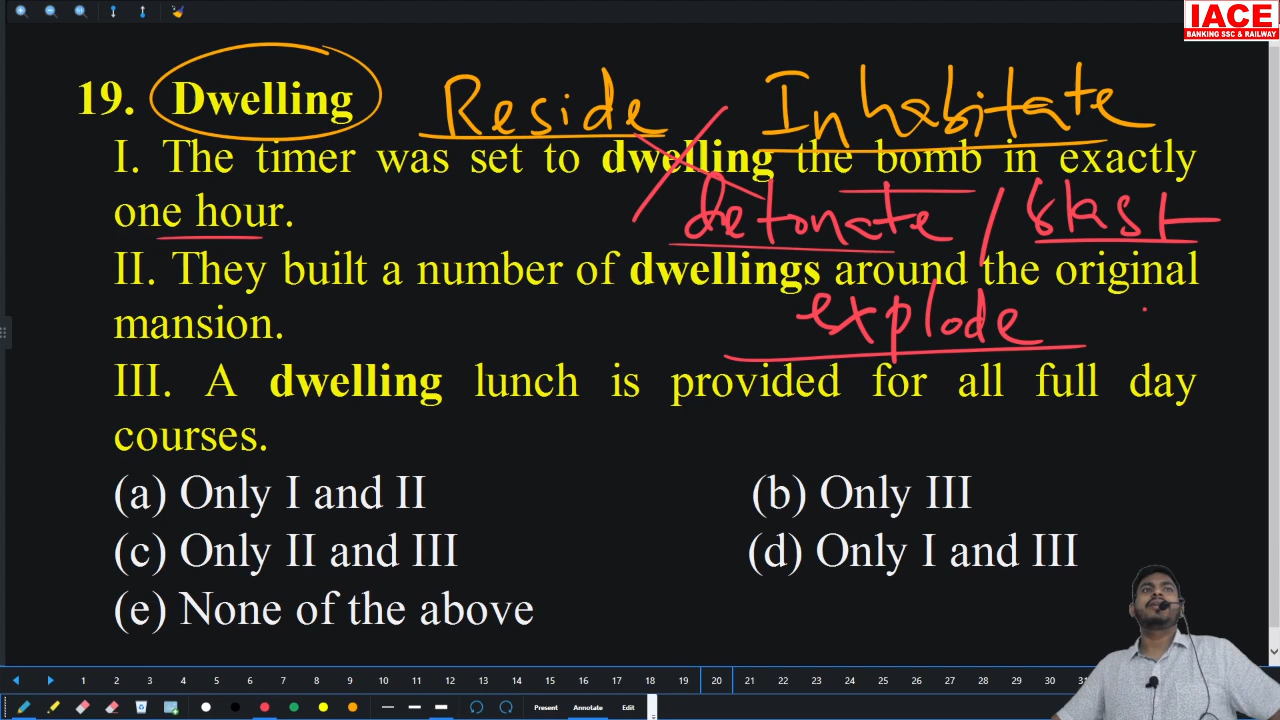 IACE
BANKING SSC & RAILWAY
19. Dwelling Reside Inhabitate
I. The timer was set to dwelling the bomb in exactly
one hour. detonate / Blast
II. They built a number of dwellings around the original
mansion. explode
III. A dwelling lunch is provided for all full day
courses.
(a) Only I and II (b) Only III
(c) Only II and III (d) Only I and III
(e) None of the above
1 2 3 4 5 6 7 8 9 10 11 12 13 14 15 16 17 18 19 20 21 22 23 24 25 26 27 28 29 30
Present Annotate Edit